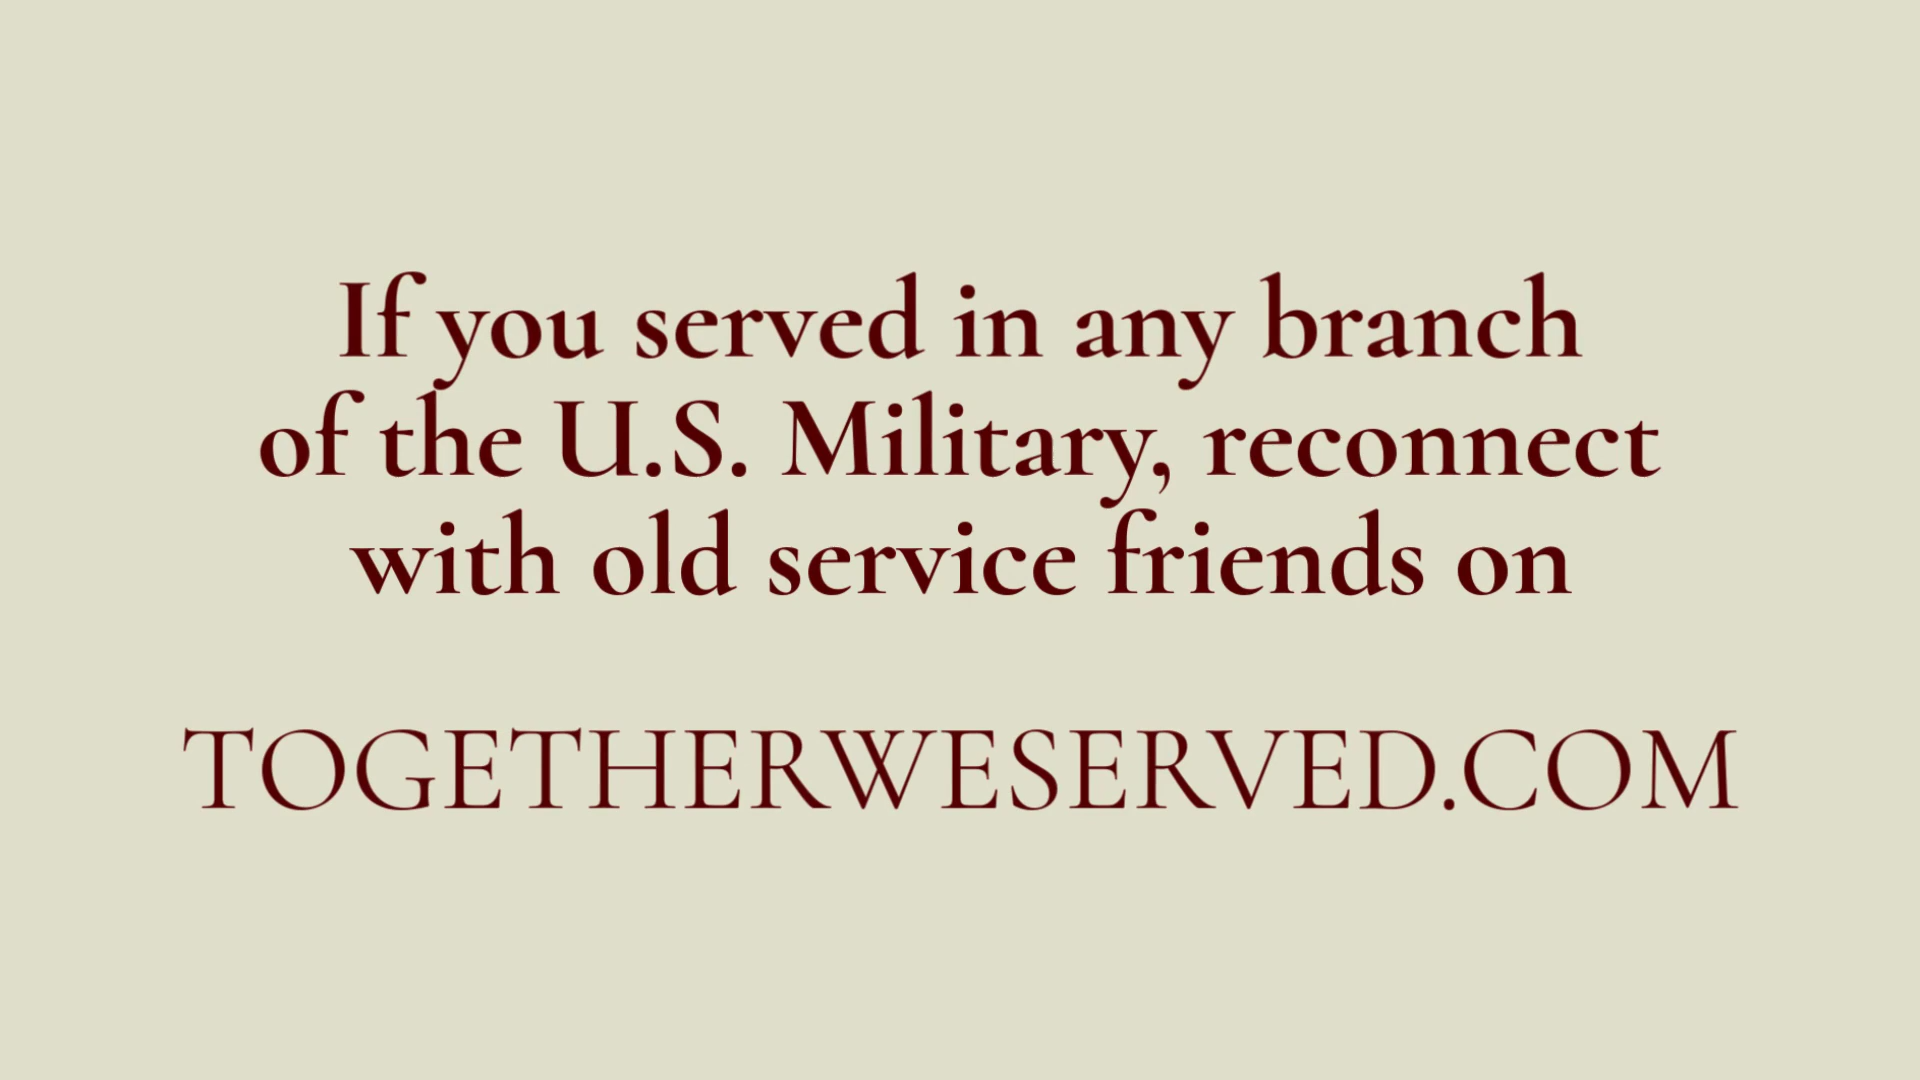 If you served in any branch
of the U.S. Military, reconnect
with old service friends on
TOGETHERWESERVED.COM